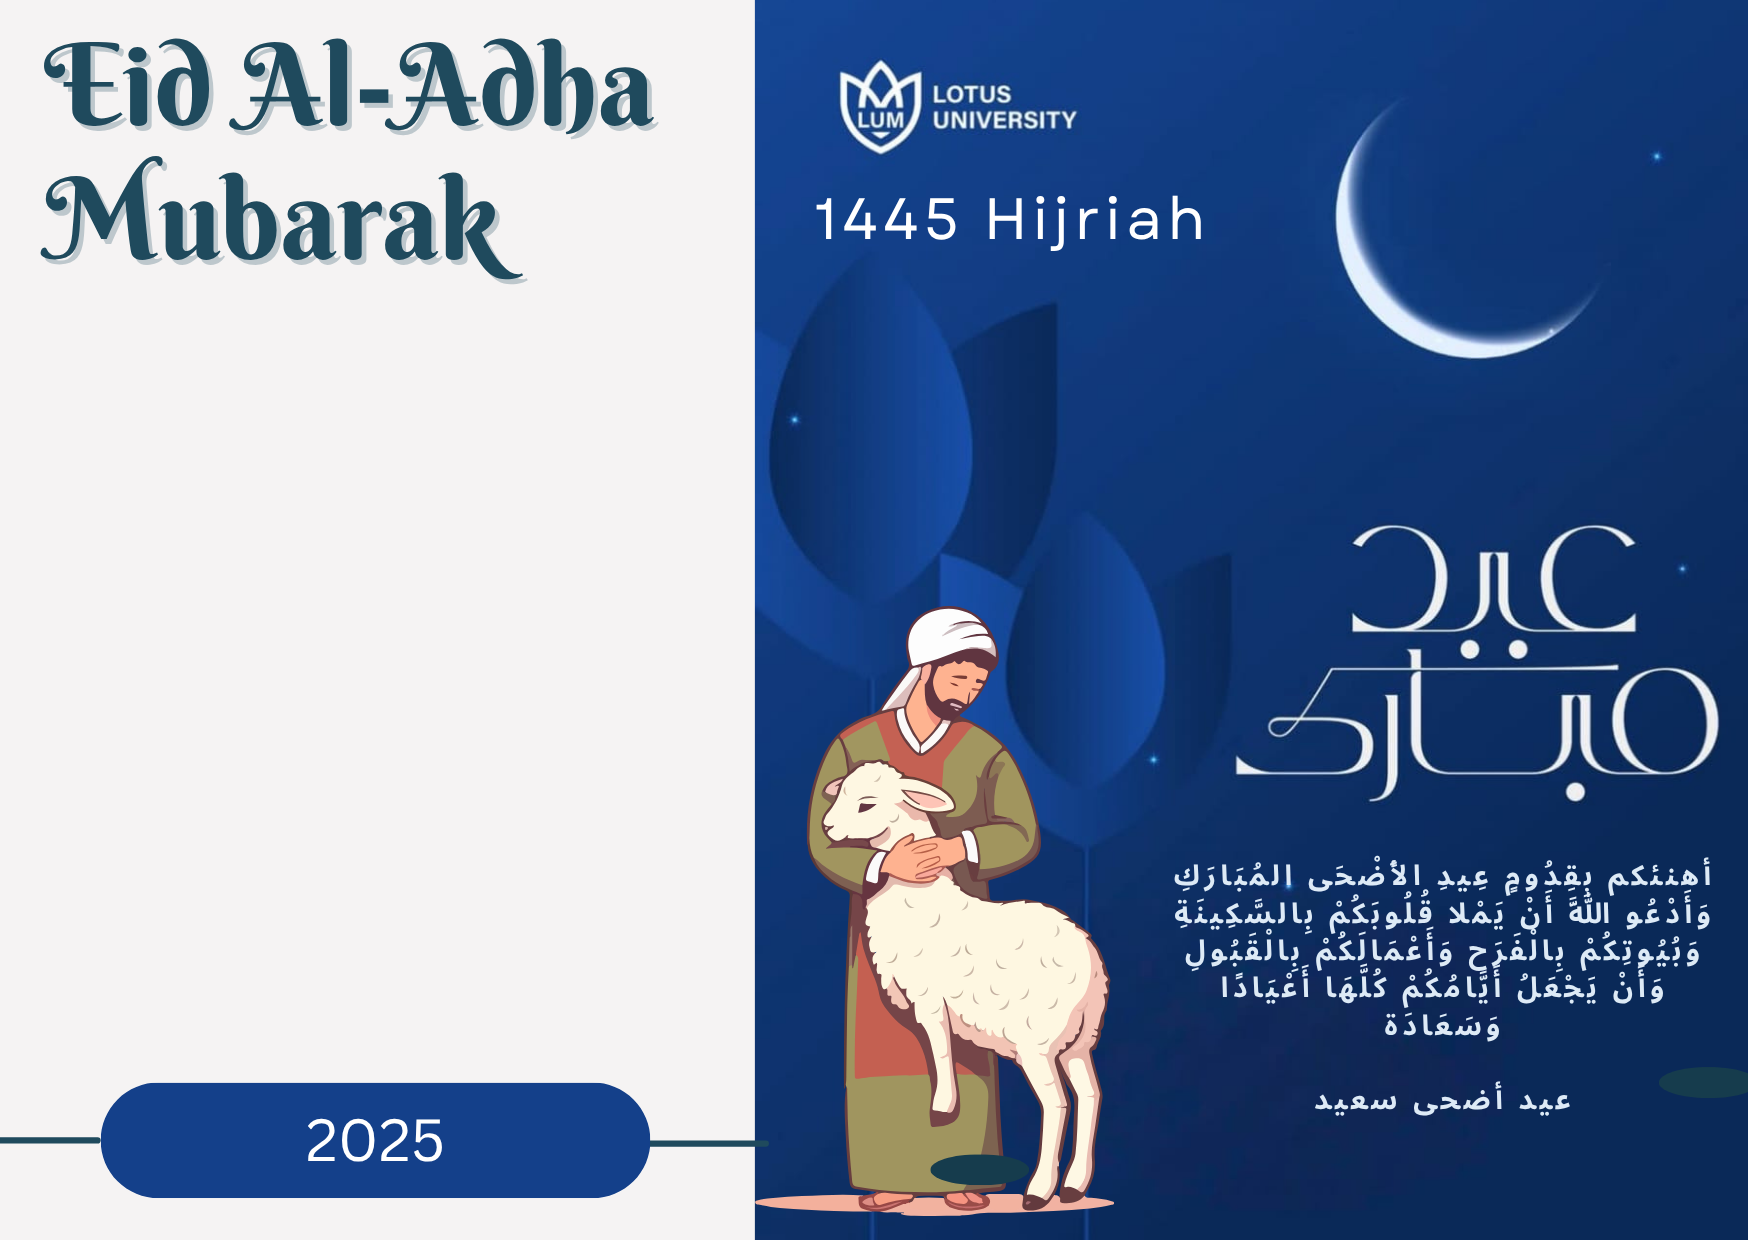 Eid Al-Adha
Mubarak
2025
LUM
LOTUS
UNIVERSITY
1445 Hijriah
عيد
مبارك
أهنئكم بِقِدُومٍ عِيدِ الأَضْحَى المُبَارَكِ
وَأَدْعُو اللَّهَ أَنْ يَمْلا قُلُوبَكُمْ بِالسَّكِينَةِ
وَبُيُوتِكُمْ بِالْفَرَحِ وَأَعْمَالَكُمْ بِالْقَبُولِ
وَأَنْ يَجْعَلُ أَيَّامُكُمْ كُلَّهَا أَعْيَادًا
وَسَعَادَة
عيد أضحى سعيد